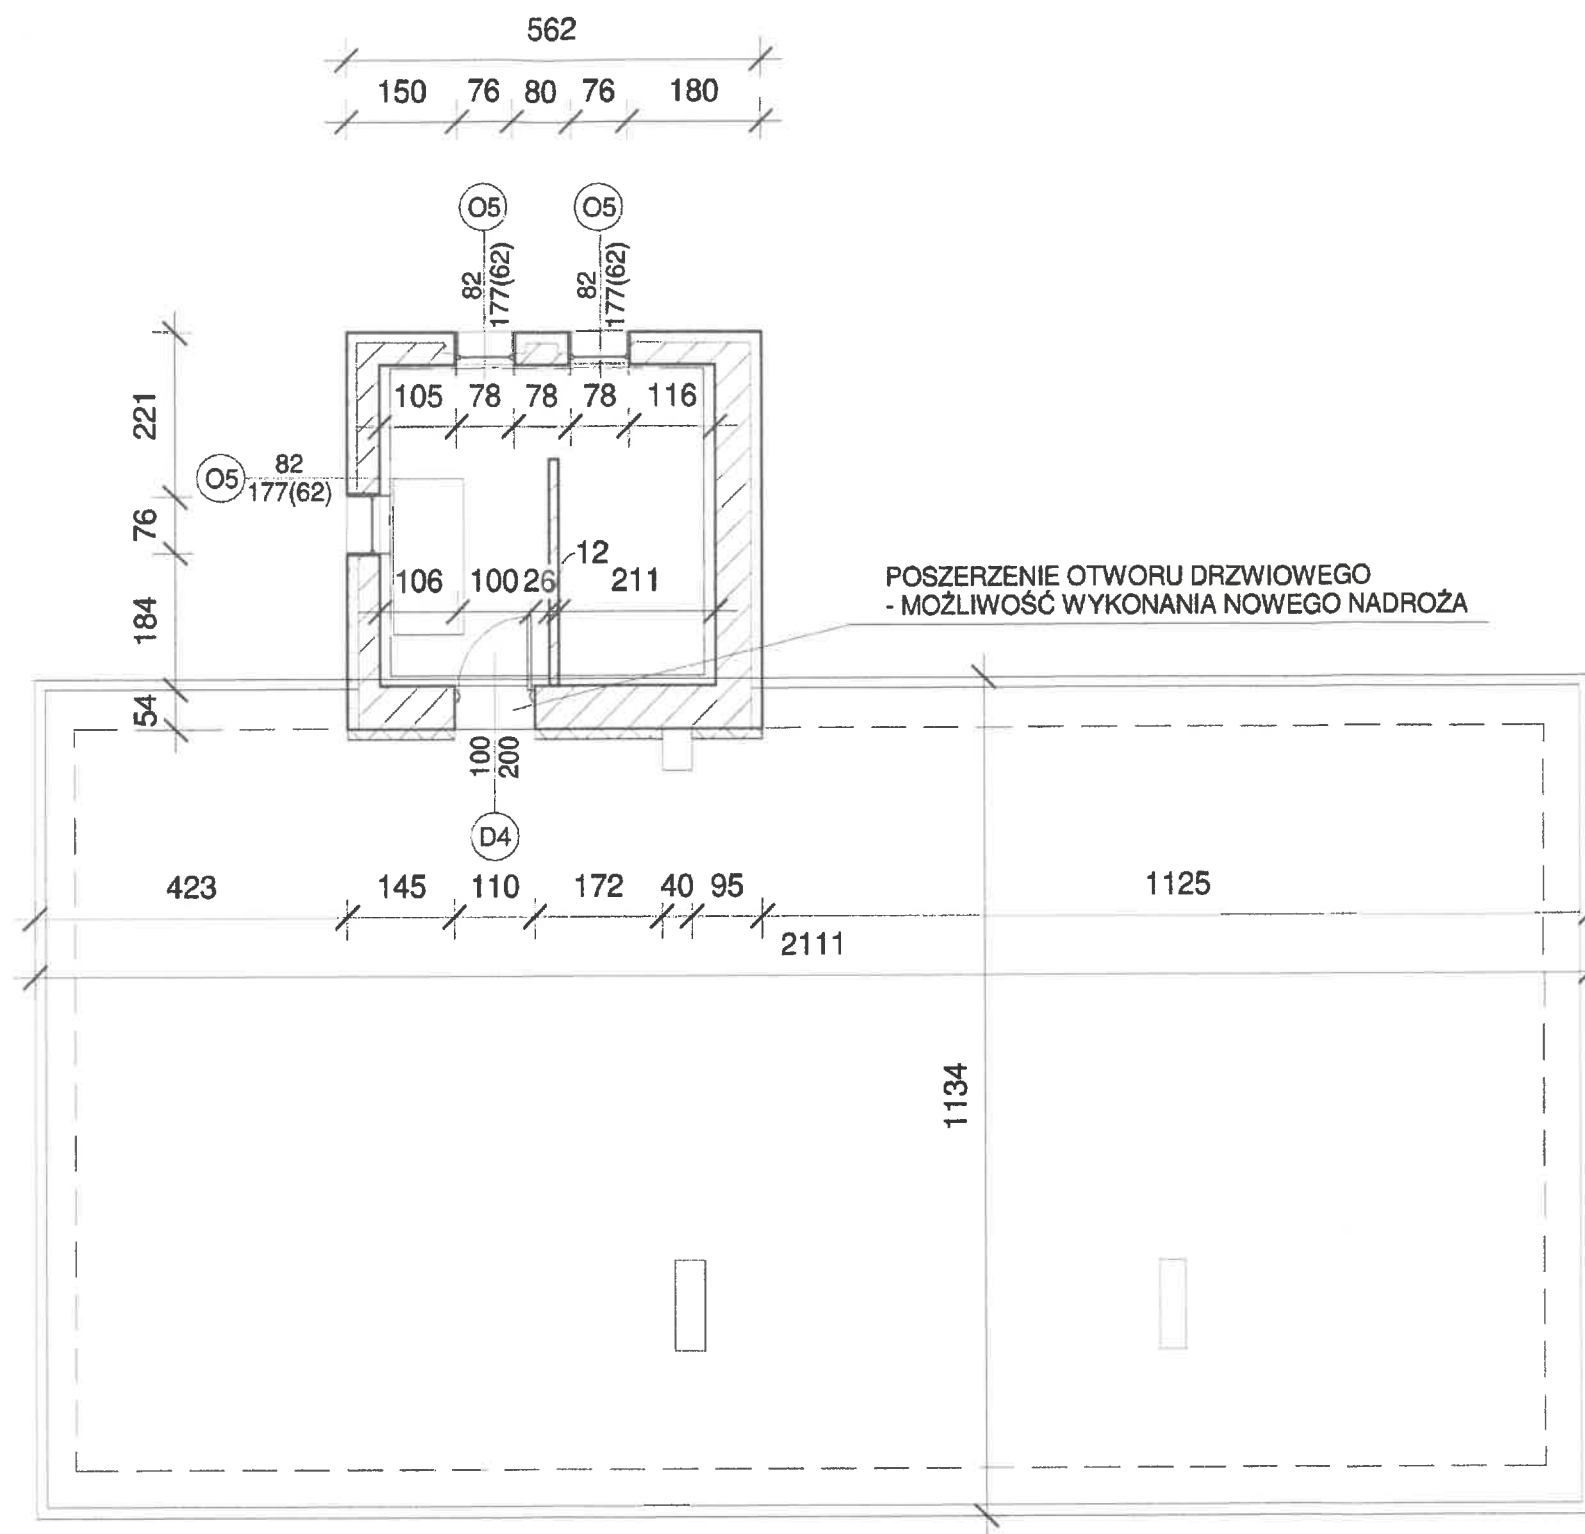 562
150 76 80 76 180
O5 O5
82
177(62)
82
177(62)
221
76
184
54
105 78 78 78 116
O5
82
177(62)
12
106 100 26 211
POSZERZENIE OTWORU DRZWIOWEGO
- MOŻLIWOŚĆ WYKONANIA NOWEGO NADROŻA
100
200
D4
423 145 110 172 40 95 1125
2111
1134